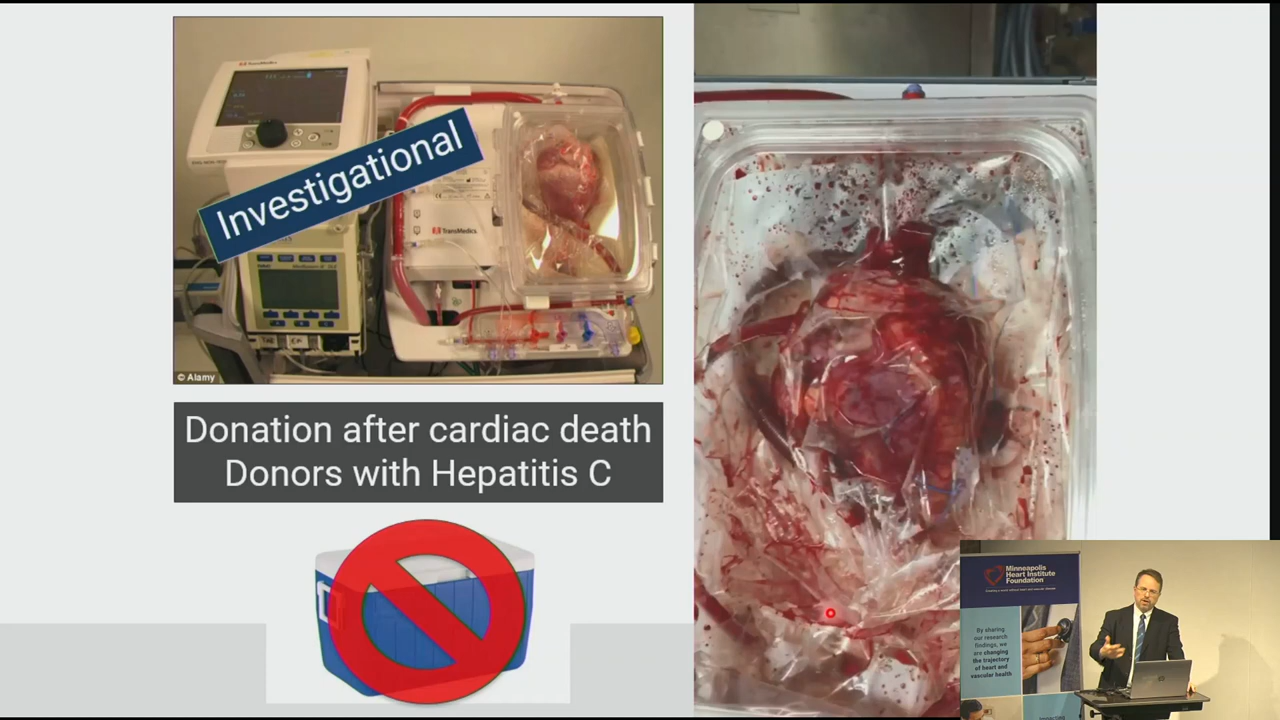 TransMedics
Investigational
TransMedics
© Alamy
Donation after cardiac death
Donors with Hepatitis C
Minneapolis
Heart Institute
Foundation
By sharing
our research
findings, we
are changing
the trajectory
of heart and
vascular health